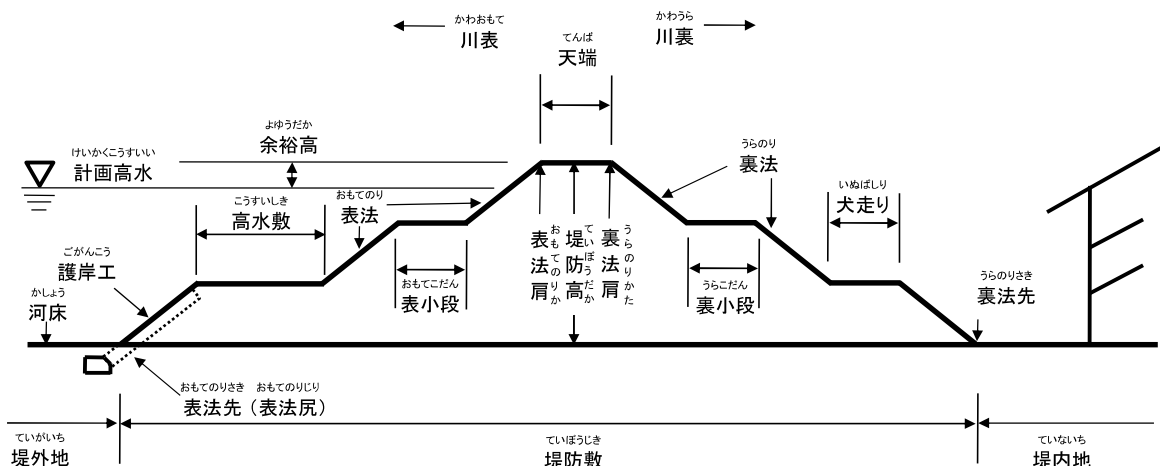 かわおもて
川表
かわうら
川裏
てんば
天端
よゆうだか
余裕高
けいかくこうすいい
計画高水
こうすいしき
高水敷
おもてのり
表法
うらのり
裏法
いぬばしり
犬走り
ごがんこう
護岸工
かしょう
河床
おもてこだん
表小段
おもてのりか
表法肩
ていぼうだか
堤防高
うらのりかた
裏法肩
うらこだん
裏小段
うらのりさき
裏法先
おもてのりさき おもてのりじり
表法先(表法尻)
ていがいち
堤外地
ていぼうじき
堤防敷
ていないち
堤内地